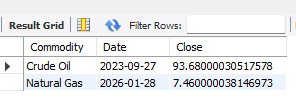 Result Grid Filter Rows:
Commodity Date Close
Crude Oil 2023-09-27 93.68000030517578
Natural Gas 2026-01-28 7.460000038146973